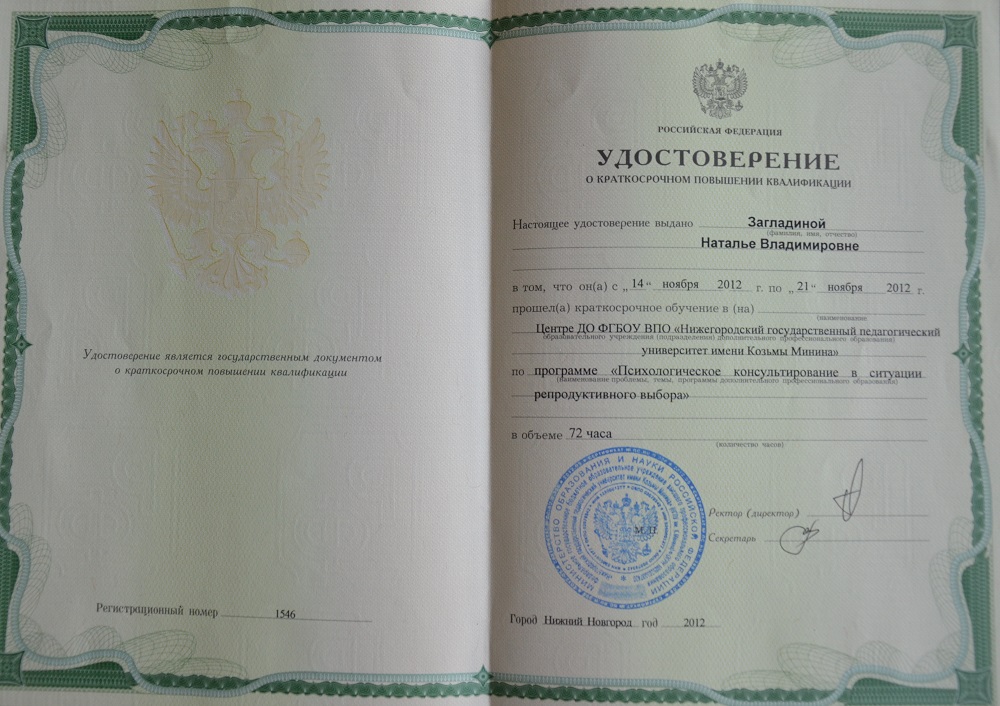 Удостоверение является государственным документом
о краткосрочном повышении квалификации
Регистрационный номер 1546
РОССИЙСКАЯ ФЕДЕРАЦИЯ
УДОСТОВЕРЕНИЕ
О КРАТКОСРОЧНОМ ПОВЫШЕНИИ КВАЛИФИКАЦИИ
Настоящее удостоверение выдано Загладиной
(фамилия, имя, отчество)
Наталье Владимировне
в том, что он(а) с „14“ ноября 2012 г. по „21“ ноября 2012 г.
прошел(а) краткосрочное обучение в (на)
(наименование
Центре ДО ФГБОУ ВПО «Нижегородский государственный педагогический
образовательного учреждения (подразделения) дополнительного профессионального образования)
университет имени Козьмы Минина»
по программе «Психологическое консультирование в ситуации
(наименование проблемы, темы, программы дополнительного профессионального образования)
репродуктивного выбора»
в объеме 72 часа
(количество часов)
МИНИСТЕРСТВО ОБРАЗОВАНИЯ И НАУКИ РОССИЙСКОЙ ФЕДЕРАЦИИ
М.П.
Ректор (директор)
Секретарь
Город Нижний Новгород год 2012